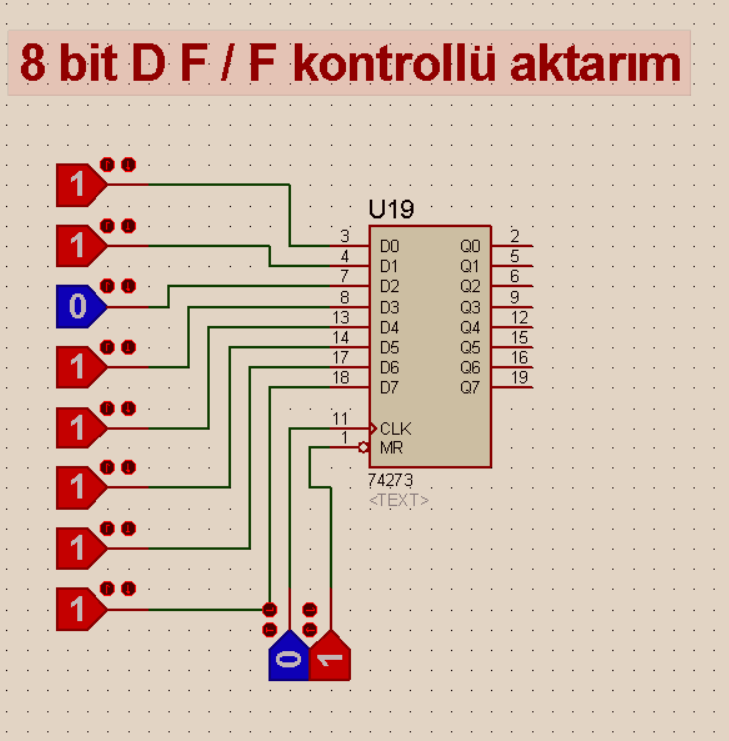 8 bit D F / F kontrollü aktarım
1
1
0
1
1
1
1
1
U19
3 D0 Q0 2
4 D1 Q1 5
7 D2 Q2 6
8 D3 Q3 9
13 D4 Q4 12
14 D5 Q5 15
17 D6 Q6 16
18 D7 Q7 19
11 CLK
1 MR
74273
<TEXT>
0 1